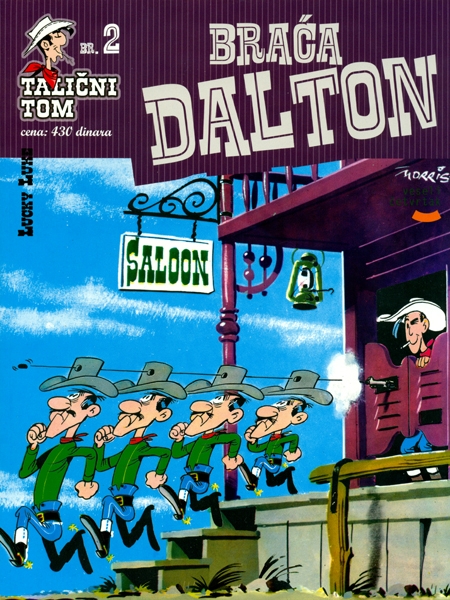 BR. 2
TALIČNI
TOM
cena: 430 dinara
BRAĆA
DALTON
LUCKY LUKE
MORRIS
SALOON